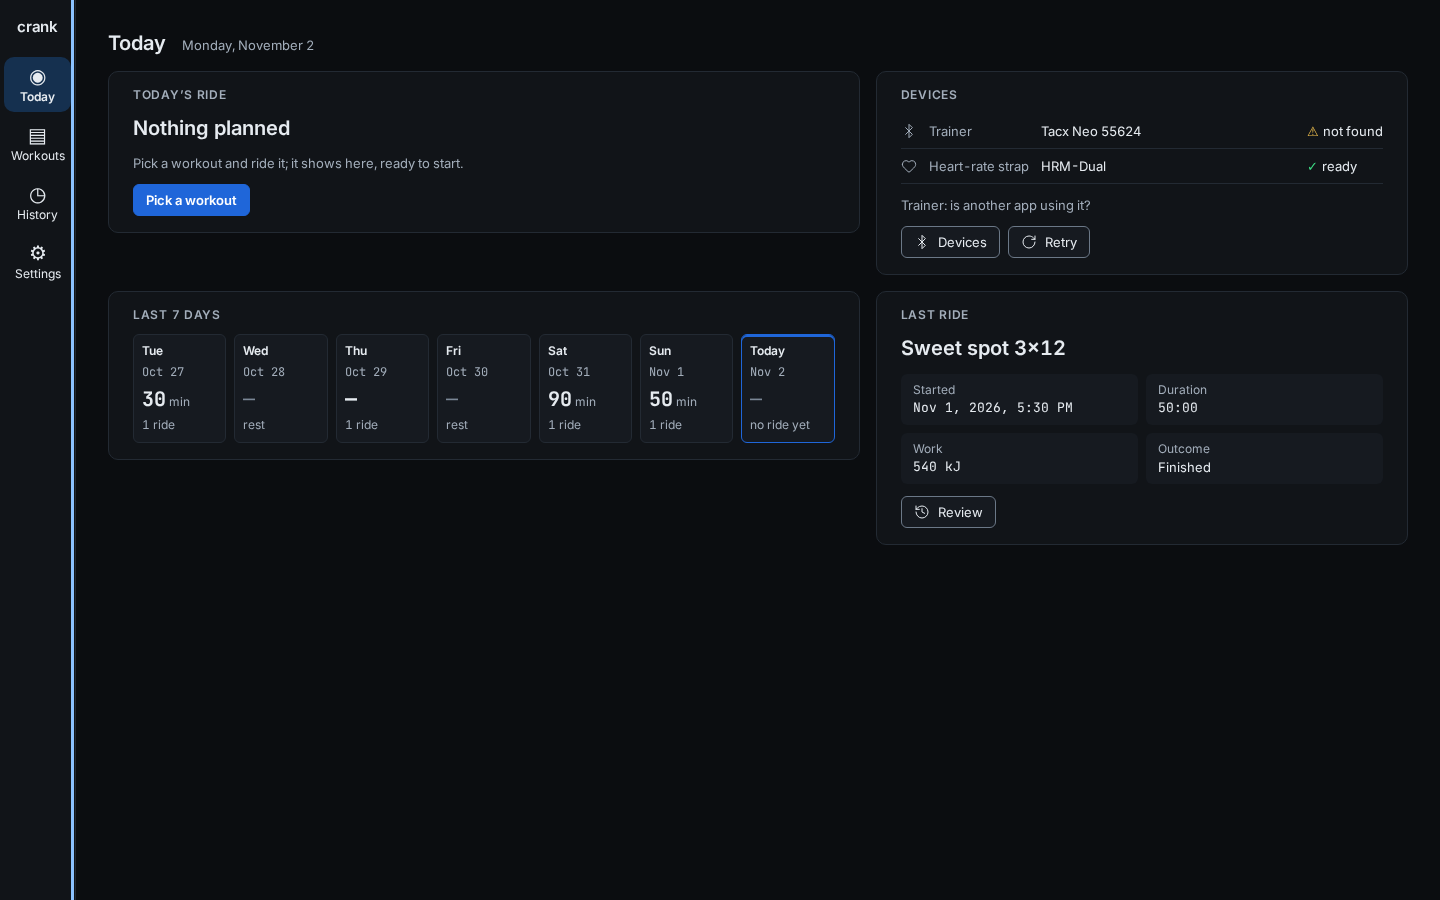 crank
Today
Workouts
History
Settings
Today Monday, November 2
TODAY'S RIDE
Nothing planned
Pick a workout and ride it; it shows here, ready to start.
Pick a workout
DEVICES
Trainer Tacx Neo 55624 ⚠ not found
Heart-rate strap HRM-Dual ✓ ready
Trainer: is another app using it?
Devices Retry
LAST 7 DAYS
Tue Wed Thu Fri Sat Sun Today
Oct 27 Oct 28 Oct 29 Oct 30 Oct 31 Nov 1 Nov 2
30 min — — — 90 min 50 min —
1 ride rest 1 ride rest 1 ride 1 ride no ride yet
LAST RIDE
Sweet spot 3×12
Started Duration
Nov 1, 2026, 5:30 PM 50:00
Work Outcome
540 kJ Finished
Review